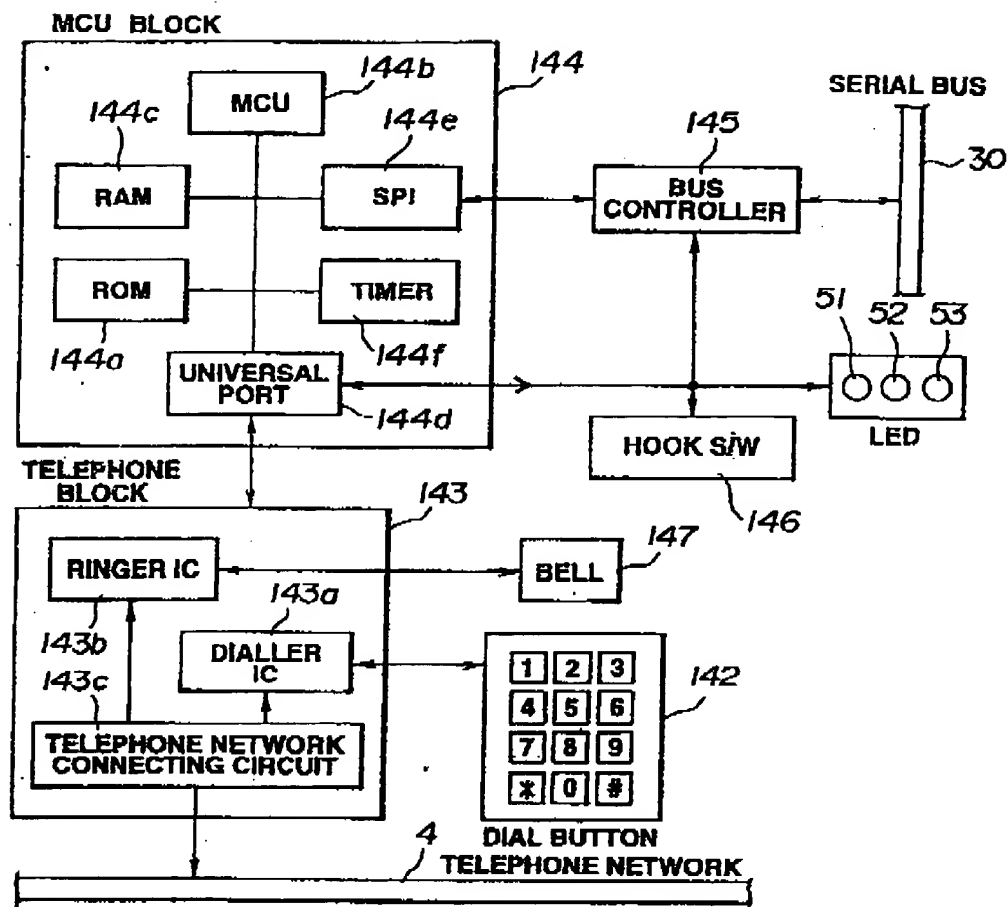 MCU BLOCK
144b
144
MCU
144c
144e
SERIAL BUS
145
30
RAM
SPI
BUS
CONTROLLER
ROM
TIMER
51
52
53
144a
144f
UNIVERSAL
PORT
144d
HOOK S/W
LED
TELEPHONE
BLOCK
143
146
147
RINGER IC
BELL
143a
143b
DIALLER
IC
143c
1 2 3
142
4 5 6
TELEPHONE NETWORK
CONNECTING CIRCUIT
7 8 9
* 0 #
DIAL BUTTON
4
TELEPHONE NETWORK